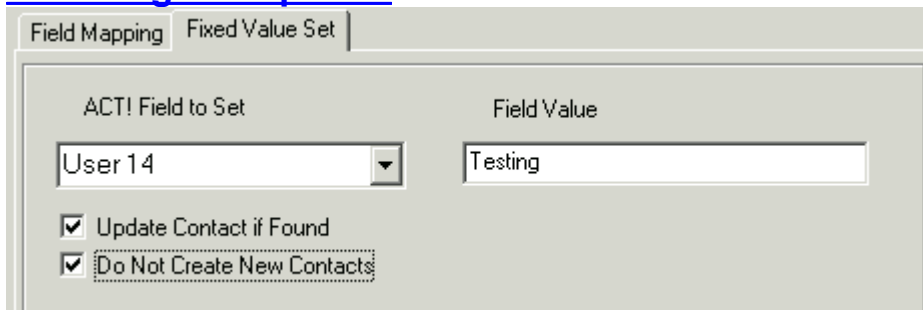 Field Mapping Fixed Value Set
ACT! Field to Set Field Value
User 14 Testing
Update Contact if Found
Do Not Create New Contacts